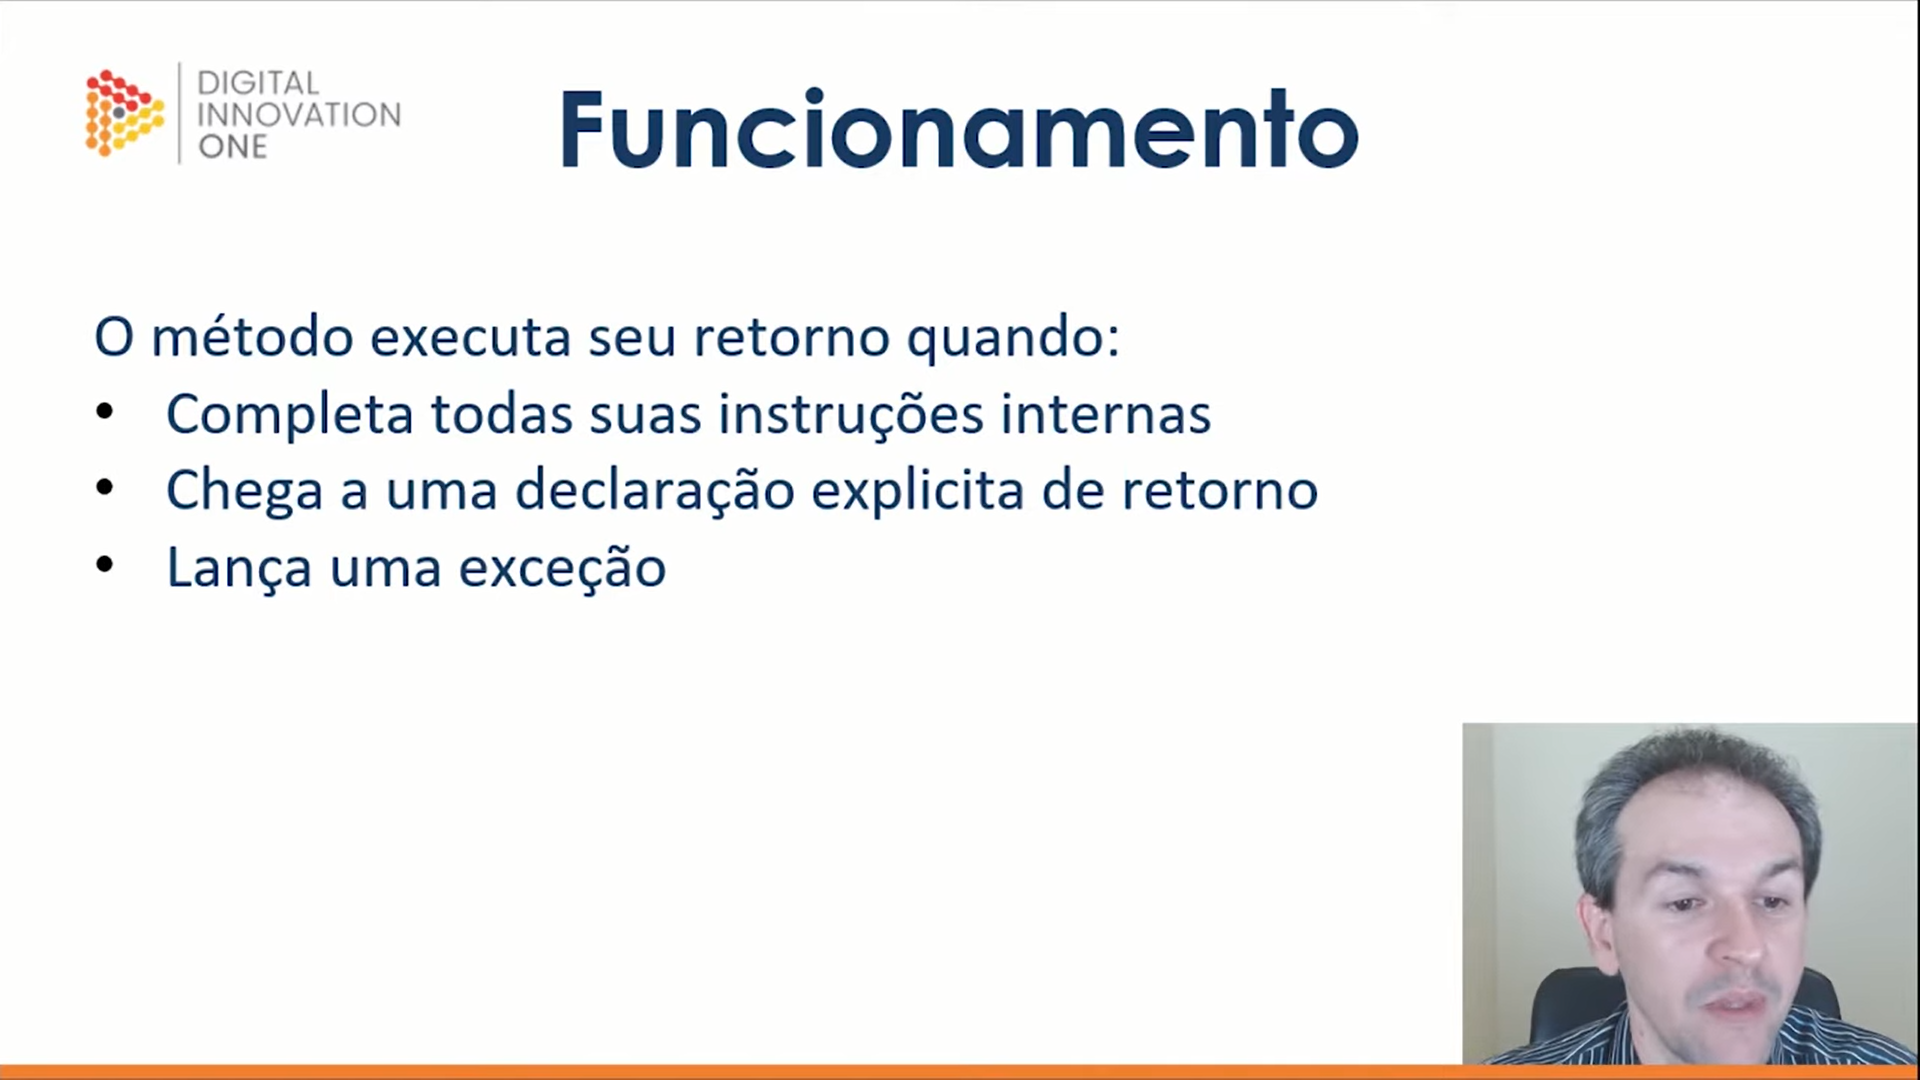 DIGITAL
INNOVATION
ONE
Funcionamento
O método executa seu retorno quando:
• Completa todas suas instruções internas
• Chega a uma declaração explicita de retorno
• Lança uma exceção